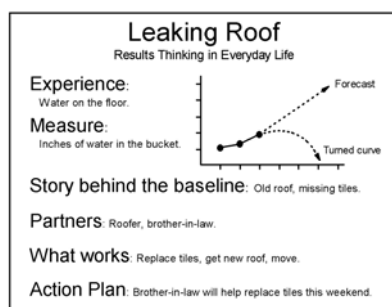 Leaking Roof
Results Thinking in Everyday Life
Experience:
Water on the floor.
Measure:
Inches of water in the bucket.
Forecast
Turned curve
Story behind the baseline: Old roof, missing tiles.
Partners: Roofer, brother-in-law.
What works: Replace tiles, get new roof, move.
Action Plan: Brother-in-law will help replace tiles this weekend.